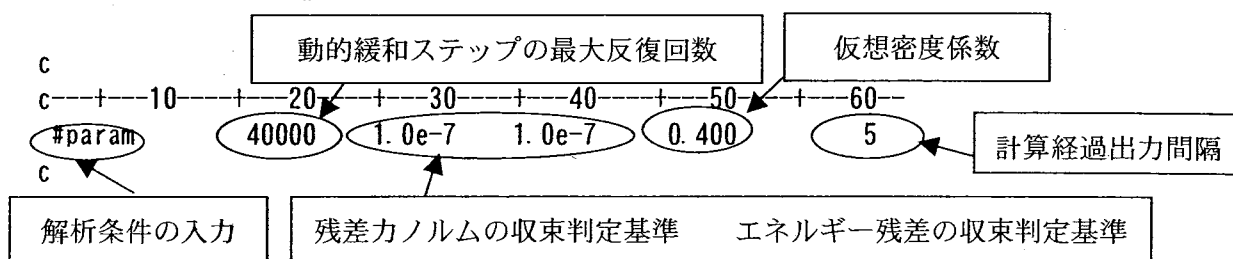 動的緩和ステップの最大反復回数
仮想密度係数
c
c---+---10----+---20----+---30----+---40----+---50----+---60--
#param 40000 1.0e-7 1.0e-7 0.400 5
計算経過出力間隔
c
解析条件の入力
残差力ノルムの収束判定基準 エネルギー残差の収束判定基準